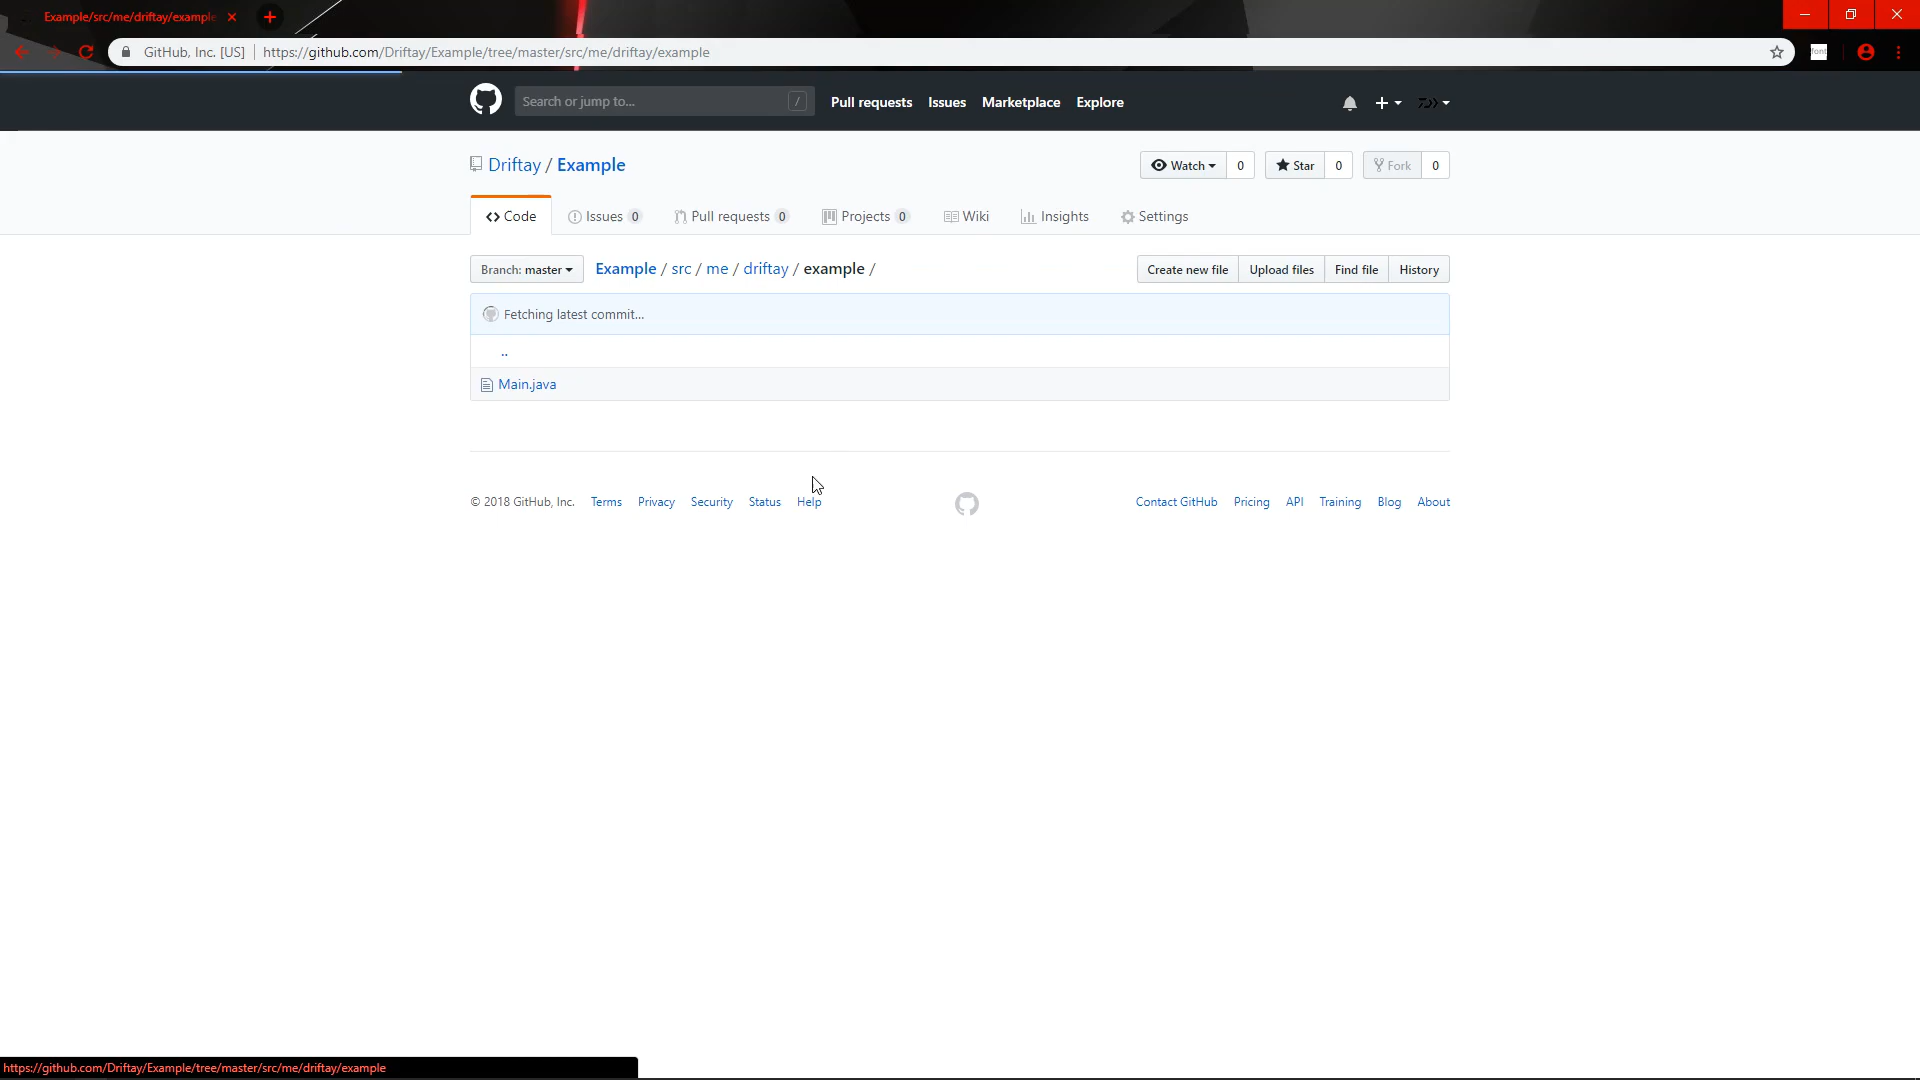 Example/src/me/driftay/example
GitHub, Inc. [US] https://github.com/Driftay/Example/tree/master/src/me/driftay/example
font
Search or jump to... / Pull requests Issues Marketplace Explore
Driftay / Example Watch 0 Star 0 Fork 0
<> Code Issues 0 Pull requests 0 Projects 0 Wiki Insights Settings
Branch: master Example / src / me / driftay / example / Create new file Upload files Find file History
Fetching latest commit...
..
Main.java
© 2018 GitHub, Inc. Terms Privacy Security Status Help Contact GitHub Pricing API Training Blog About
https://github.com/Driftay/Example/tree/master/src/me/driftay/example